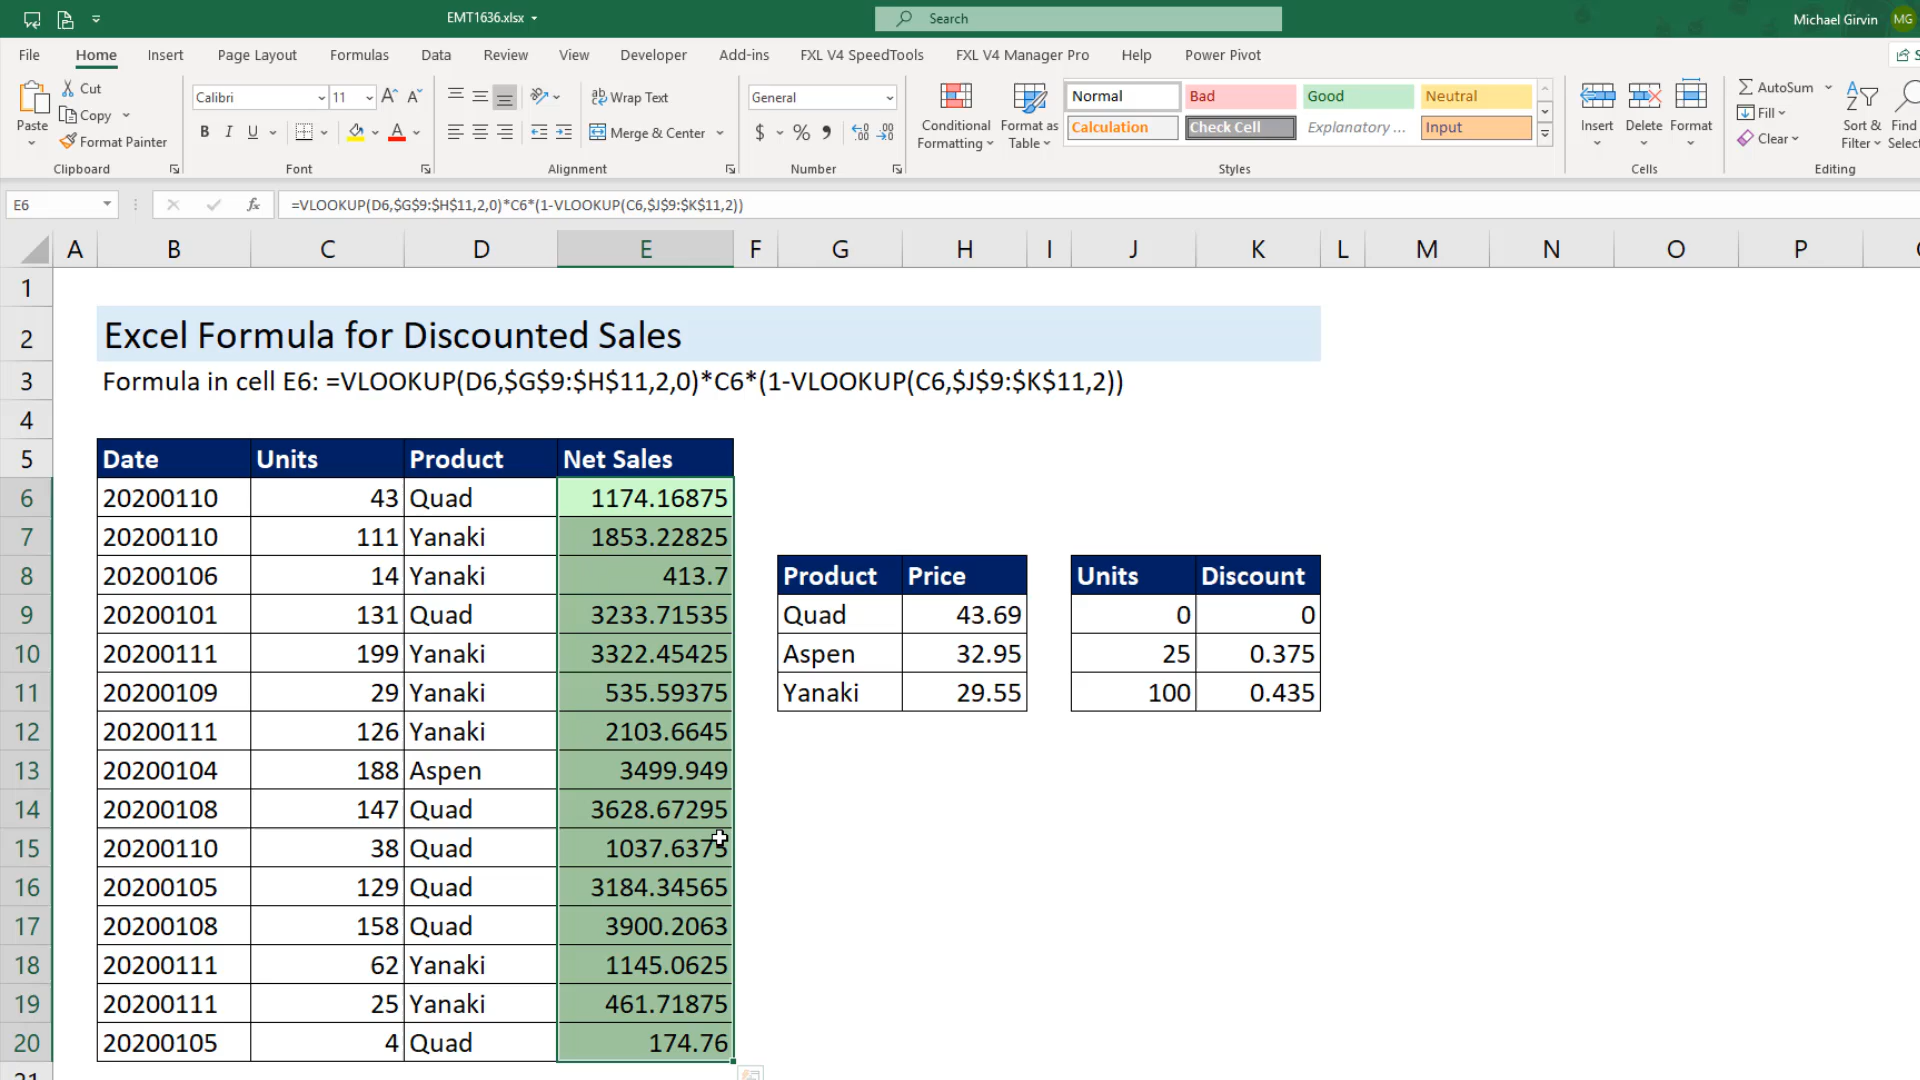 EMT1636.xlsx
Search
Michael Girvin MG
File Home Insert Page Layout Formulas Data Review View Developer Add-ins FXL V4 SpeedTools FXL V4 Manager Pro Help Power Pivot
Paste
Cut
Copy
Format Painter
Clipboard
Calibri 11
B I U
Font
Wrap Text
Merge & Center
Alignment
General
$ % 9
Number
Conditional Formatting
Format as Table
Normal Bad Good Neutral
Calculation Check Cell Explanatory ... Input
Styles
Insert Delete Format
Cells
AutoSum
Fill
Clear
Sort & Filter
Find
Selec
Editing
E6 fx =VLOOKUP(D6,$G$9:$H$11,2,0)*C6*(1-VLOOKUP(C6,$J$9:$K$11,2))
A B C D E F G H I J K L M N O P
1
2 Excel Formula for Discounted Sales
3 Formula in cell E6: =VLOOKUP(D6,$G$9:$H$11,2,0)*C6*(1-VLOOKUP(C6,$J$9:$K$11,2))
4
5 Date Units Product Net Sales
6 20200110 43 Quad 1174.16875
7 20200110 111 Yanaki 1853.22825
8 20200106 14 Yanaki 413.7 Product Price Units Discount
9 20200101 131 Quad 3233.71535 Quad 43.69 0 0
10 20200111 199 Yanaki 3322.45425 Aspen 32.95 25 0.375
11 20200109 29 Yanaki 535.59375 Yanaki 29.55 100 0.435
12 20200111 126 Yanaki 2103.6645
13 20200104 188 Aspen 3499.949
14 20200108 147 Quad 3628.67295
15 20200110 38 Quad 1037.6375
16 20200105 129 Quad 3184.34565
17 20200108 158 Quad 3900.2063
18 20200111 62 Yanaki 1145.0625
19 20200111 25 Yanaki 461.71875
20 20200105 4 Quad 174.76